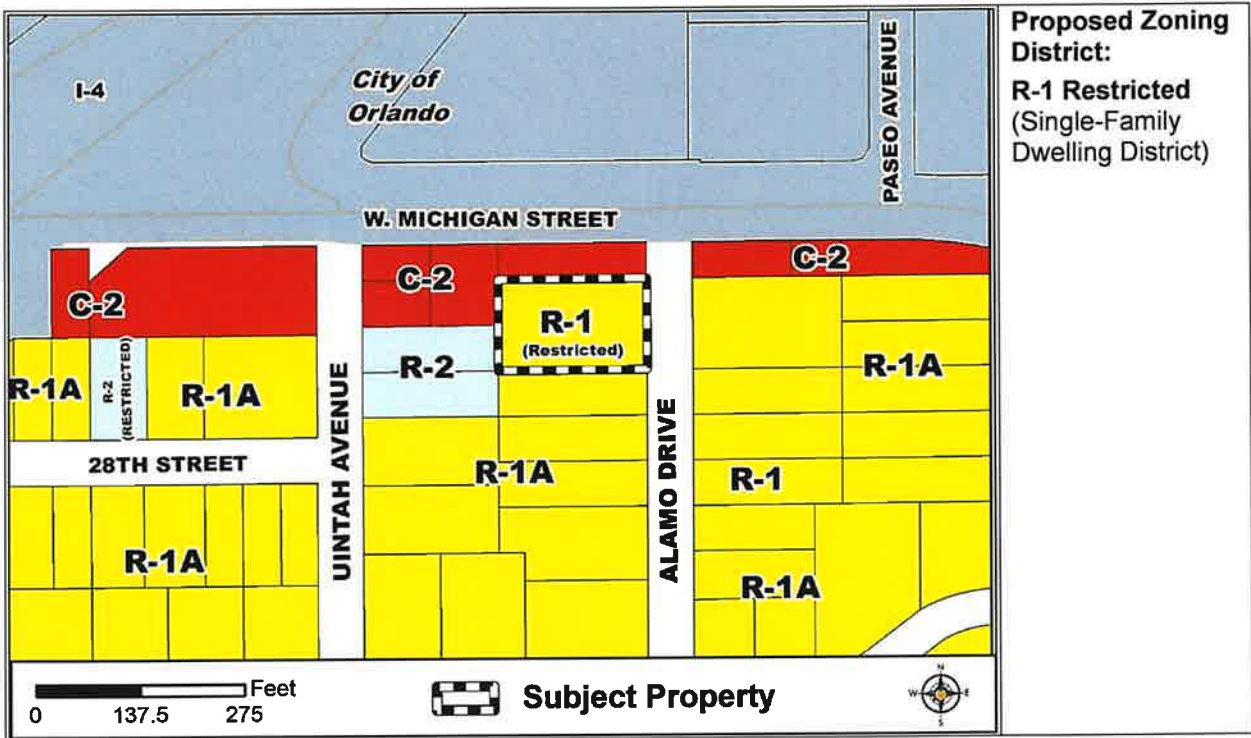 Proposed Zoning
District:
R-1 Restricted
(Single-Family
Dwelling District)
I-4
City of
Orlando
PASEO AVENUE
W. MICHIGAN STREET
C-2
C-2
C-2
R-1
(Restricted)
R-1A
R-2
(RESTRICTED)
R-1A
R-2
R-1A
28TH STREET
UINTAH AVENUE
R-1A
ALAMO DRIVE
R-1
R-1A
R-1A
Feet
0
137.5
275
Subject Property
N
W
E
S